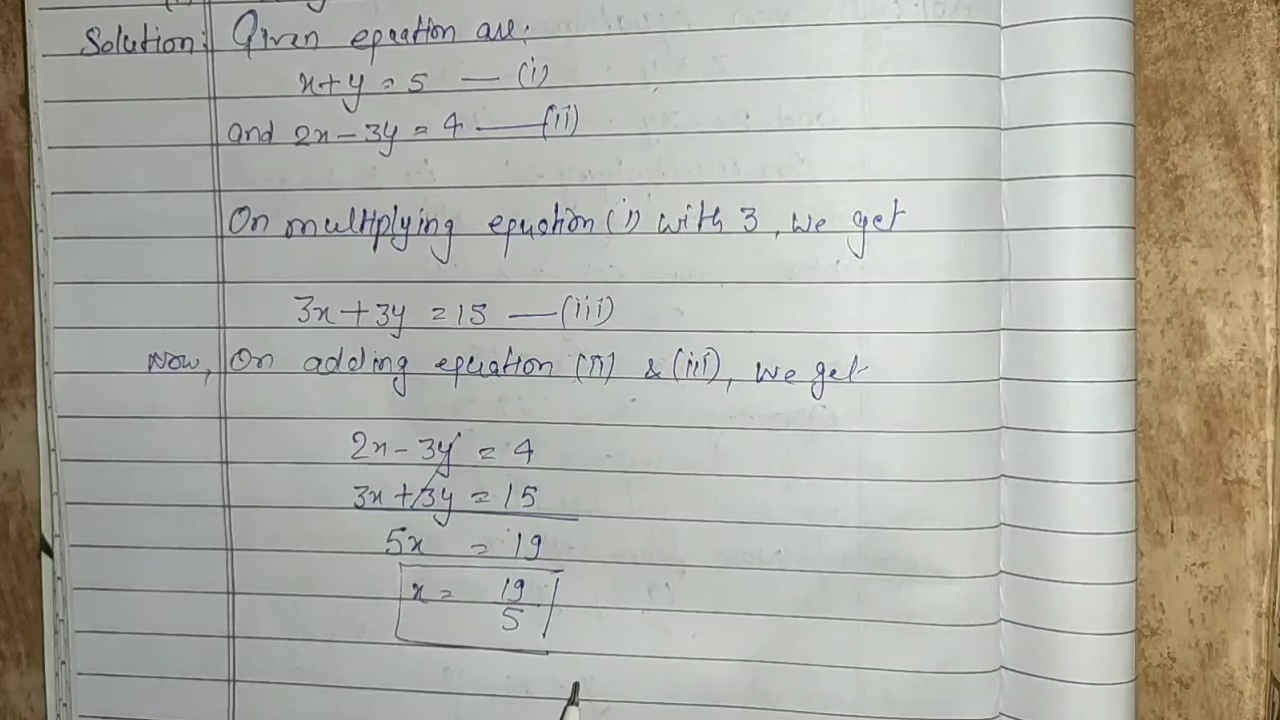 Solution: Given equation are.
x+y = 5 — (i)
and 2x-3y = 4 — (ii)
On multiplying equation (i) with 3, we get
3x+3y = 15 — (iii)
Now, On adding equation (ii) & (iii), we get
2x-3y = 4
3x+3y = 15
5x = 19
x = 19/5